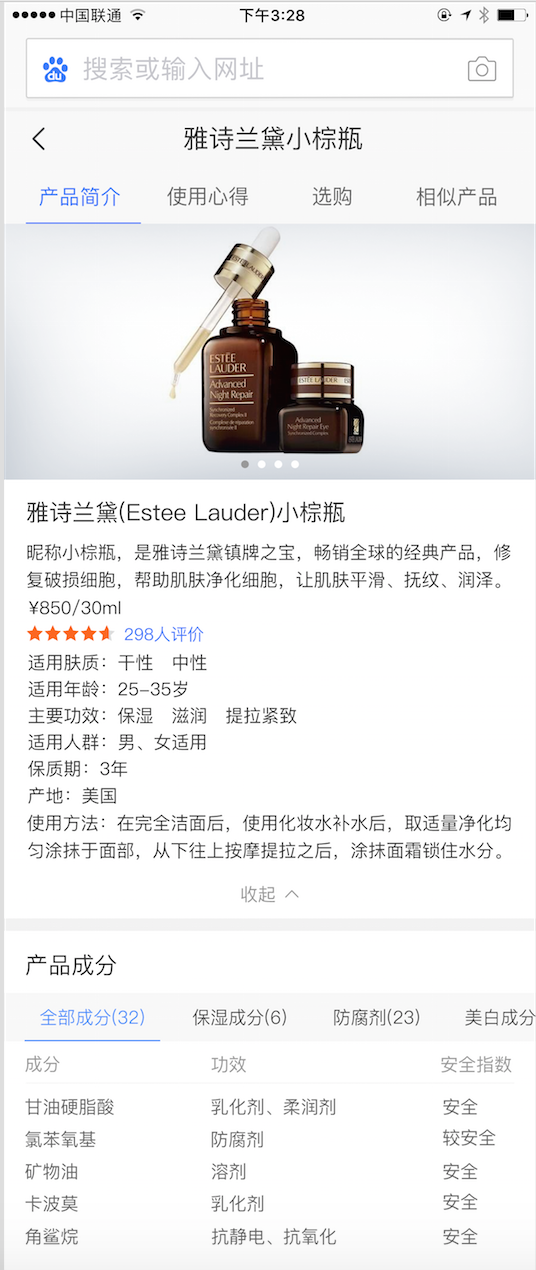 中国联通
下午3:28
搜索或输入网址
雅诗兰黛小棕瓶
产品简介 使用心得 选购 相似产品
ESTĒE LAUDER
ESTĒE
LAUDER
Advanced
Night Repair
Synchronized
Recovery Complex II
Complexe de réparation
synchronisée II
ESTĒE LAUDER
Advanced
Night Repair Eye
Synchronized Complex
雅诗兰黛(Estee Lauder)小棕瓶
昵称小棕瓶，是雅诗兰黛镇牌之宝，畅销全球的经典产品，修
复破损细胞，帮助肌肤净化细胞，让肌肤平滑、抚纹、润泽。
¥850/30ml
298人评价
适用肤质：干性 中性
适用年龄：25-35岁
主要功效：保湿 滋润 提拉紧致
适用人群：男、女适用
保质期：3年
产地：美国
使用方法：在完全洁面后，使用化妆水补水后，取适量净化均
匀涂抹于面部，从下往上按摩提拉之后，涂抹面霜锁住水分。
收起
产品成分
全部成分(32) 保湿成分(6) 防腐剂(23) 美白成分
成分 功效 安全指数
甘油硬脂酸 乳化剂、柔润剂 安全
氯苯氧基 防腐剂 较安全
矿物油 溶剂 安全
卡波莫 乳化剂 安全
角鲨烷 抗静电、抗氧化 安全